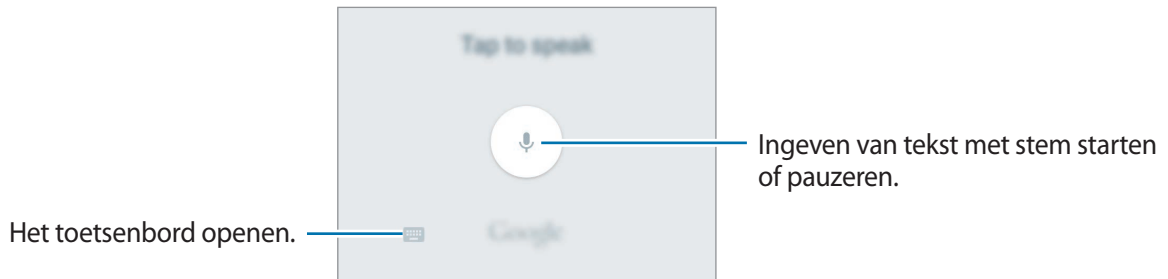 Tap to speak
Ingeven van tekst met stem starten
of pauzeren.
Het toetsenbord openen.
Google